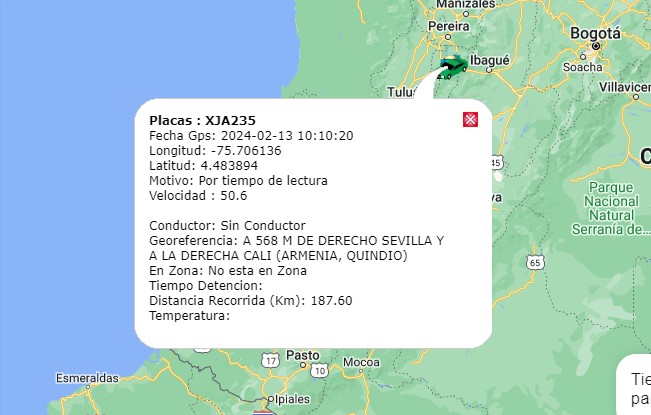 Manizales
Pereira
Bogotá
Ibagué
Soacha
Tulu
Villavicen
Placas : XJA235
Fecha Gps: 2024-02-13 10:10:20
Longitud: -75.706136
Latitud: 4.483894
Motivo: Por tiempo de lectura
Velocidad : 50.6
Conductor: Sin Conductor
Georeferencia: A 568 M DE DERECHO SEVILLA Y
A LA DERECHA CALI (ARMENIA, QUINDIO)
En Zona: No esta en Zona
Tiempo Detencion:
Distancia Recorrida (Km): 187.60
Temperatura:
45
C
va
Parque
Nacional
Natural
Serranía de...
65
17
Pasto
10
Mocoa
Esmeraldas
Ipiales
Tie
pa